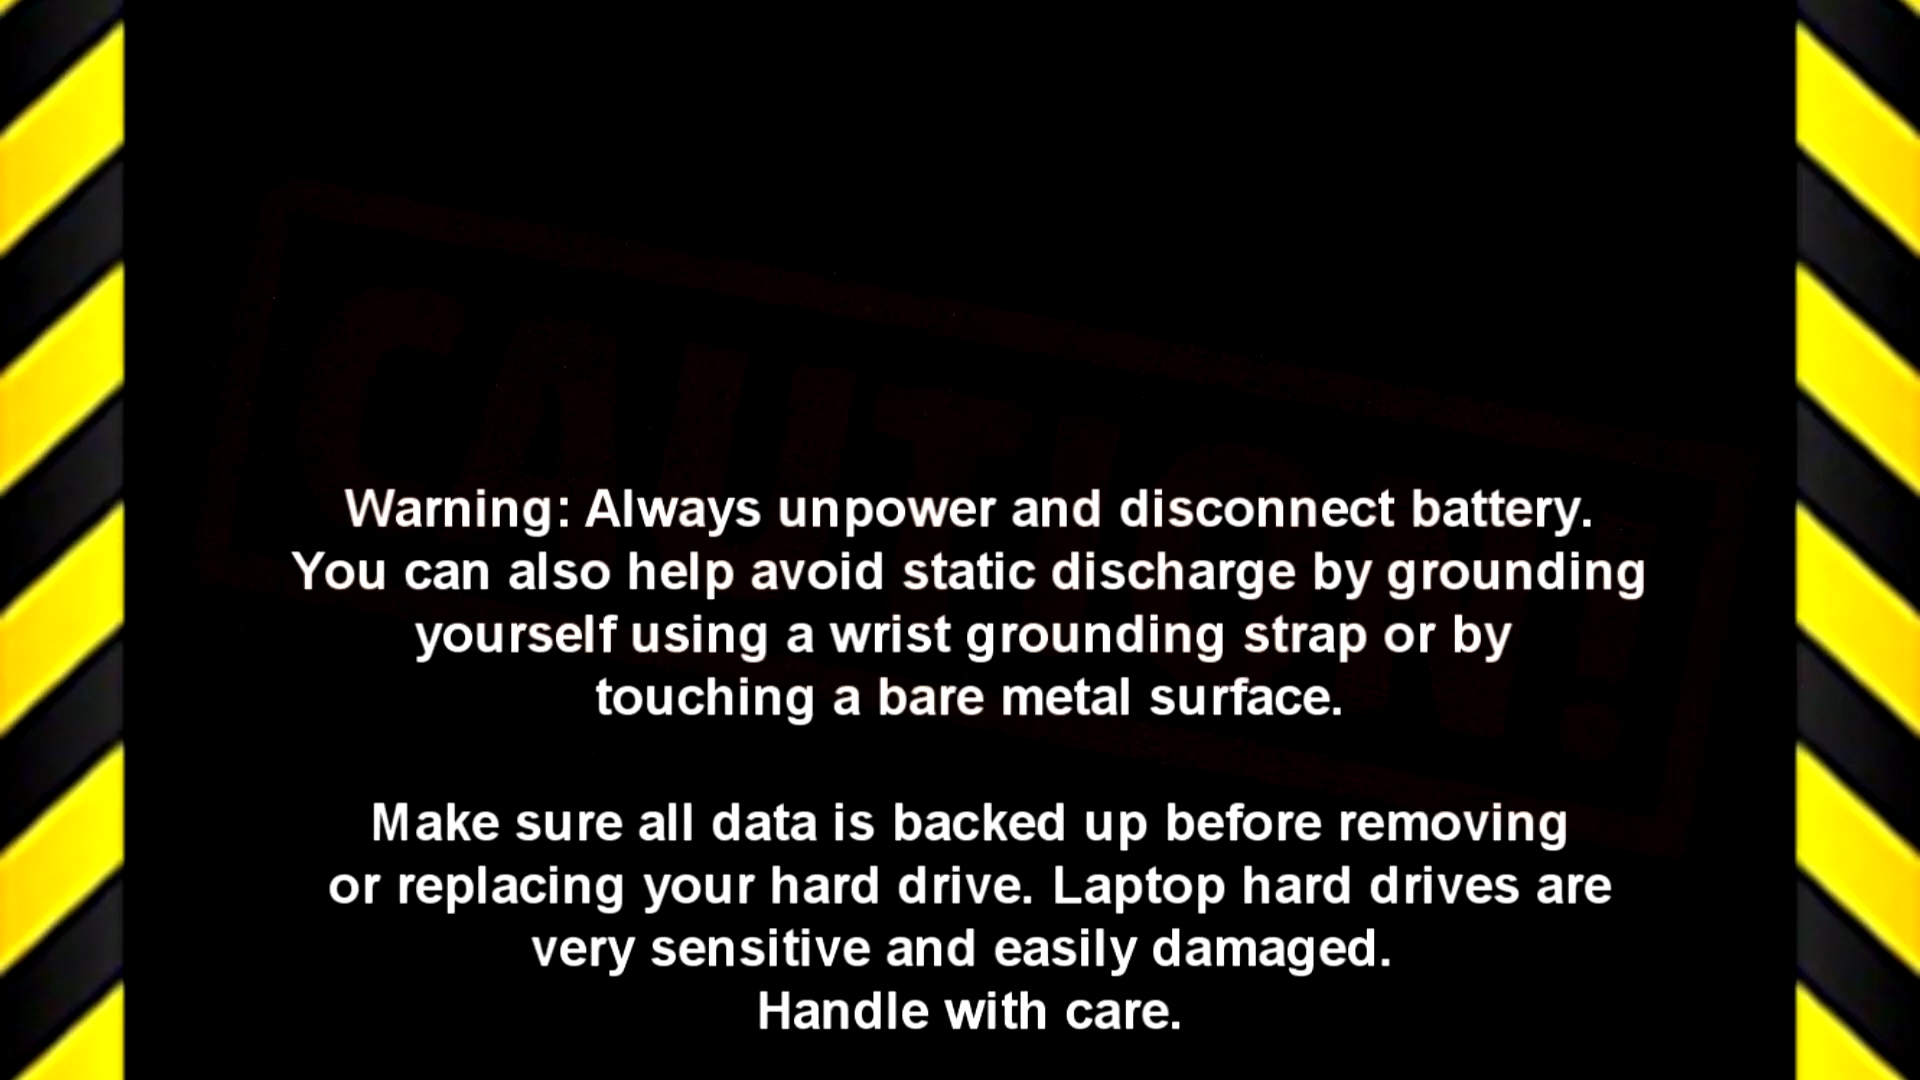 CAUTION!
Warning: Always unpower and disconnect battery.
You can also help avoid static discharge by grounding
yourself using a wrist grounding strap or by
touching a bare metal surface.
Make sure all data is backed up before removing
or replacing your hard drive. Laptop hard drives are
very sensitive and easily damaged.
Handle with care.